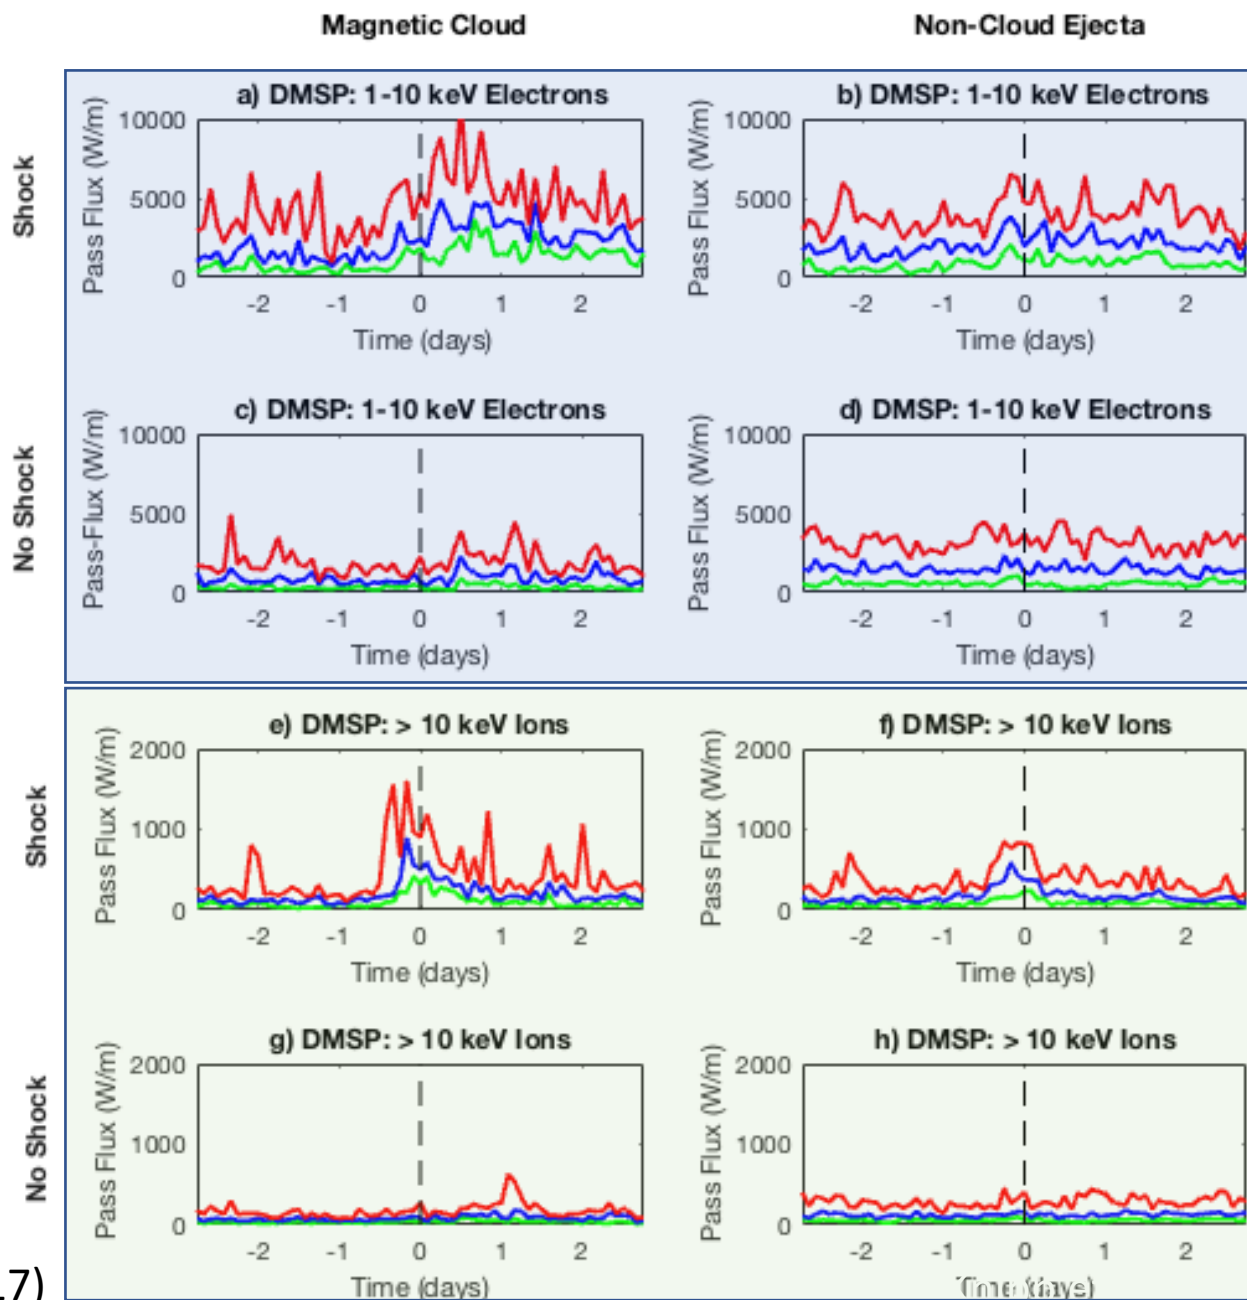 Magnetic Cloud Non-Cloud Ejecta
Shock
a) DMSP: 1-10 keV Electrons
Pass Flux (W/m)
10000
5000
0
-2 -1 0 1 2
Time (days)
b) DMSP: 1-10 keV Electrons
Pass Flux (W/m)
10000
5000
0
-2 -1 0 1 2
Time (days)
No Shock
c) DMSP: 1-10 keV Electrons
Pass-Flux (W/m)
10000
5000
0
-2 -1 0 1 2
Time (days)
d) DMSP: 1-10 keV Electrons
Pass Flux (W/m)
10000
5000
0
-2 -1 0 1 2
Time (days)
Shock
e) DMSP: > 10 keV Ions
Pass Flux (W/m)
2000
1000
0
-2 -1 0 1 2
Time (days)
f) DMSP: > 10 keV Ions
Pass Flux (W/m)
2000
1000
0
-2 -1 0 1 2
Time (days)
No Shock
g) DMSP: > 10 keV Ions
Pass Flux (W/m)
2000
1000
0
-2 -1 0 1 2
Time (days)
h) DMSP: > 10 keV Ions
Pass Flux (W/m)
2000
1000
0
-2 -1 0 1 2
Time (days)
.7)